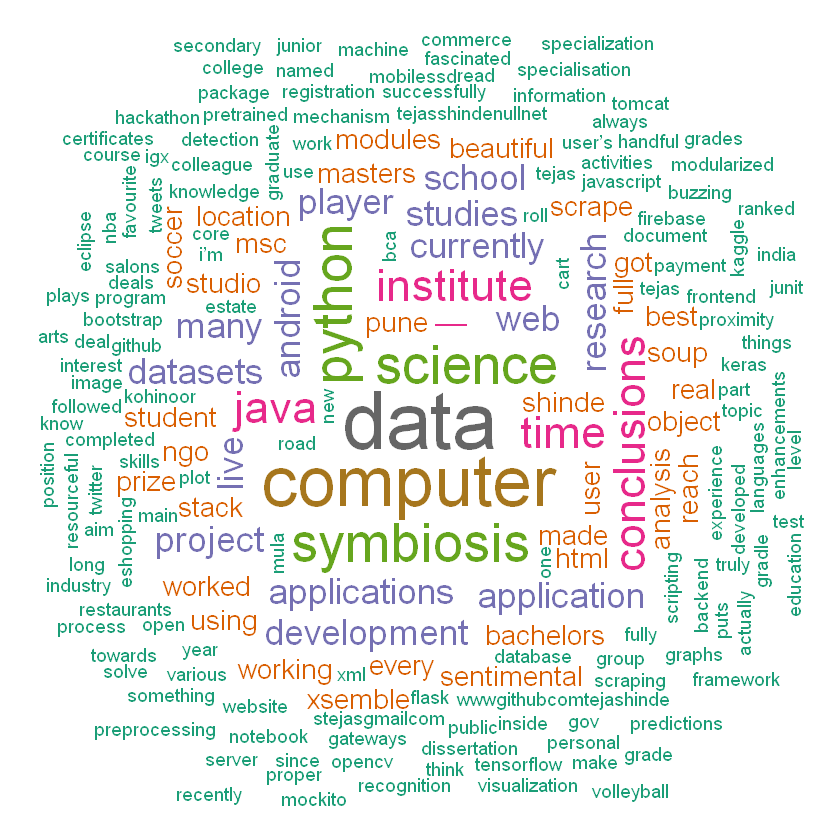 secondary junior machine commerce specialization
college named fascinated
mobilessd read specialisation
package registration successfully information
hackathon pretrained mechanism tejasshindenullnet tomcat
always
certificates detection work modules beautiful user's handful grades
course igx colleague graduate use masters school tejas activities modularized
javascript
favourite tweets knowledge player studies roll scrape buzzing
nba eclipse soccer location core bca currently firebase ranked
document kaggle
i'm msc python android research got full payment india
salons deals studio institute cart tejas frontend junit
plays program estate
bootstrap many pune — web best proximity
arts deal github things
interest datasets science soup keras
image kohinoor real part
followed java new data shinde conclusions object topic
know student time
completed road languages enhancements level
position resourceful twitter skills ngo live user analysis reach experience developed
prize plot computer
aim stack test
main
eshopping project mula symbiosis made
long one html truly gradle education
industry worked applications application scripting backend puts actually
restaurants
process open using development bachelors fully
towards year database group graphs
solve various working xml every sentimental scraping framework
something website xsemble flask wwwgithubcomtejashinde
stejasgmailcom public inside gov predictions
preprocessing notebook gateways dissertation personal
server since opencv think tensorflow make grade
proper recognition visualization
recently mockito volleyball